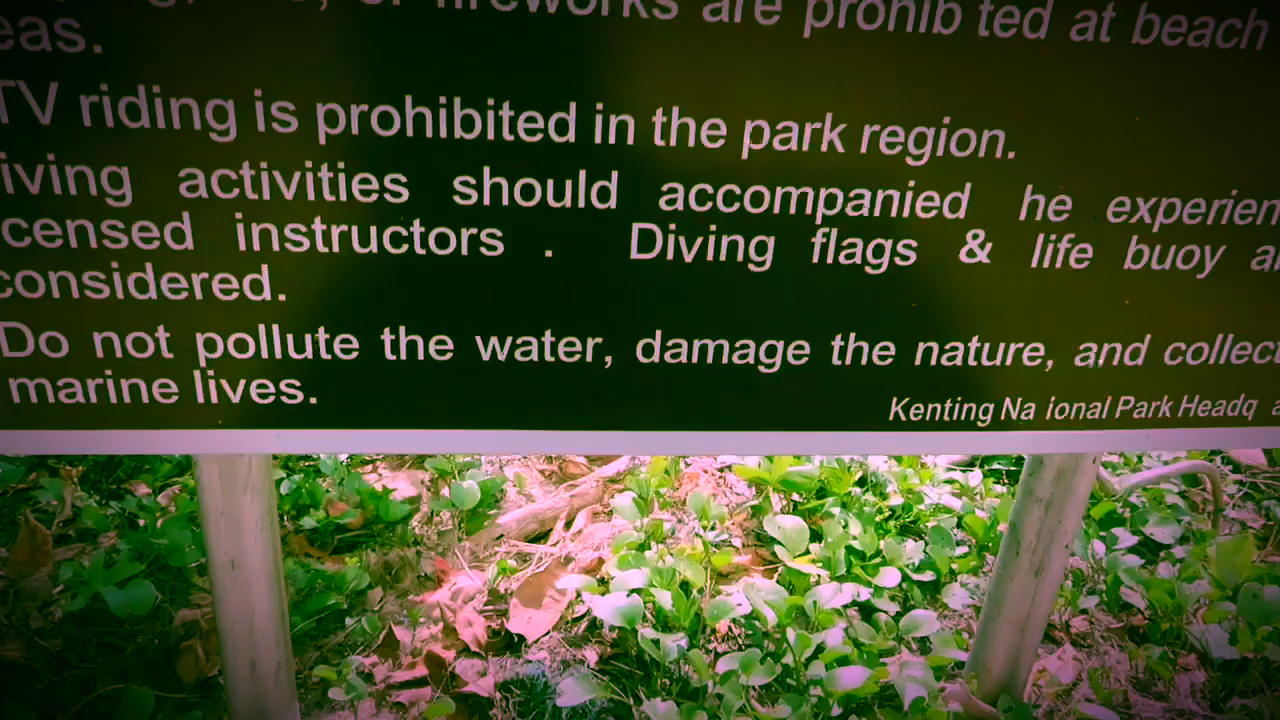 fireworks are prohib ted at beach
eas.
TV riding is prohibited in the park region.
iving activities should accompanied he experien
censed instructors . Diving flags & life buoy a
considered.
Do not pollute the water, damage the nature, and collect
marine lives.
Kenting Na ional Park Headq a